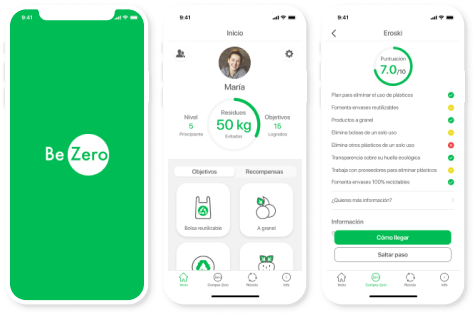 9:41
Be Zero
9:41
Inicio
María
Nivel
5
Principiante
Residuos
50 kg
Evitados
Objetivos
15
Logrados
Objetivos
Recompensas
Bolsa reutilizable
A granel
Inicio
Compra Zero
Recicla
Info
9:41
Eroski
Puntuación
7.0/10
Plan para eliminar el uso de plásticos
Fomenta envases reutilizables
Productos a granel
Elimina bolsas de un solo uso
Elimina otros plásticos de un solo uso
Transparencia sobre su huella ecológica
Trabaja con proveedores para eliminar plásticos
Fomenta envases 100% reciclables
¿Quieres más información?
Información
Cómo llegar
Saltar paso
Inicio
Compra Zero
Recicla
Info